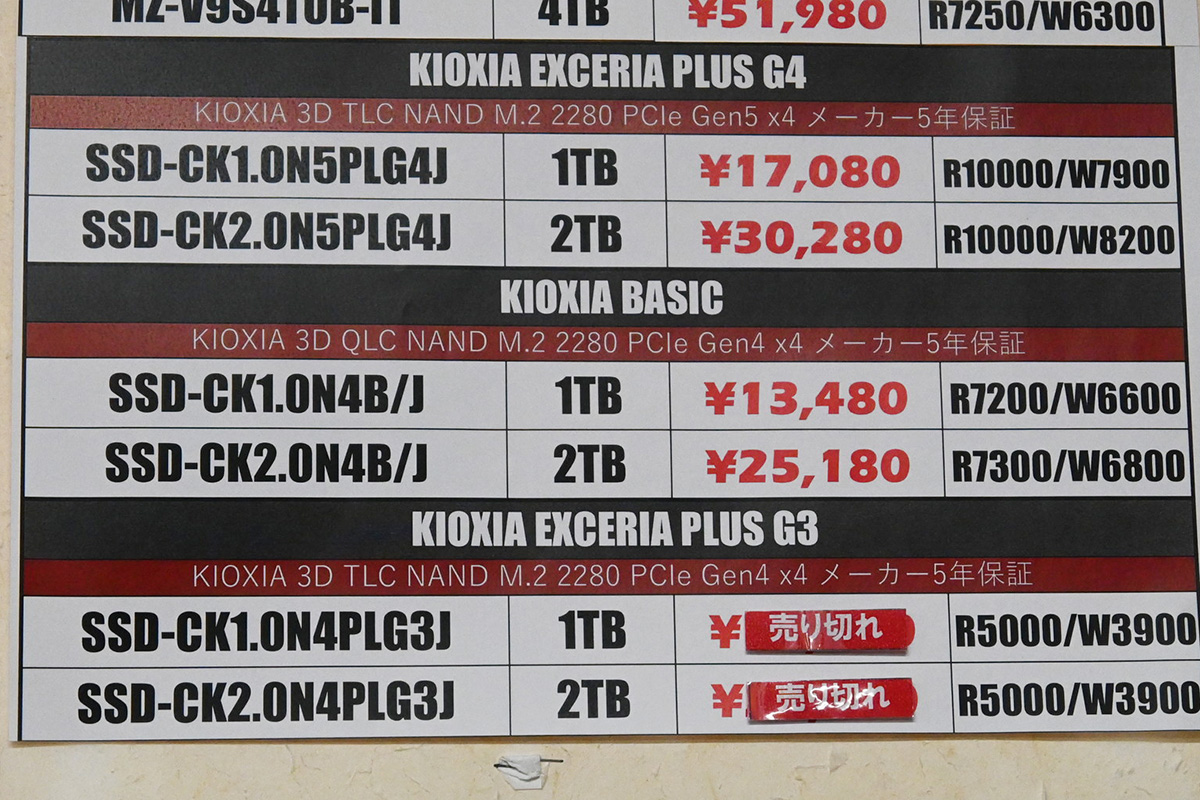 MZ-V9S4T0B-IT 4TB ¥51,980 R7250/W6300
KIOXIA EXCERIA PLUS G4
KIOXIA 3D TLC NAND M.2 2280 PCIe Gen5 x4 メーカー5年保証
SSD-CK1.0N5PLG4J 1TB ¥17,080 R10000/W7900
SSD-CK2.0N5PLG4J 2TB ¥30,280 R10000/W8200
KIOXIA BASIC
KIOXIA 3D QLC NAND M.2 2280 PCIe Gen4 x4 メーカー5年保証
SSD-CK1.0N4B/J 1TB ¥13,480 R7200/W6600
SSD-CK2.0N4B/J 2TB ¥25,180 R7300/W6800
KIOXIA EXCERIA PLUS G3
KIOXIA 3D TLC NAND M.2 2280 PCIe Gen4 x4 メーカー5年保証
SSD-CK1.0N4PLG3J 1TB ¥ 売り切れ R5000/W3900
SSD-CK2.0N4PLG3J 2TB ¥ 売り切れ R5000/W3900